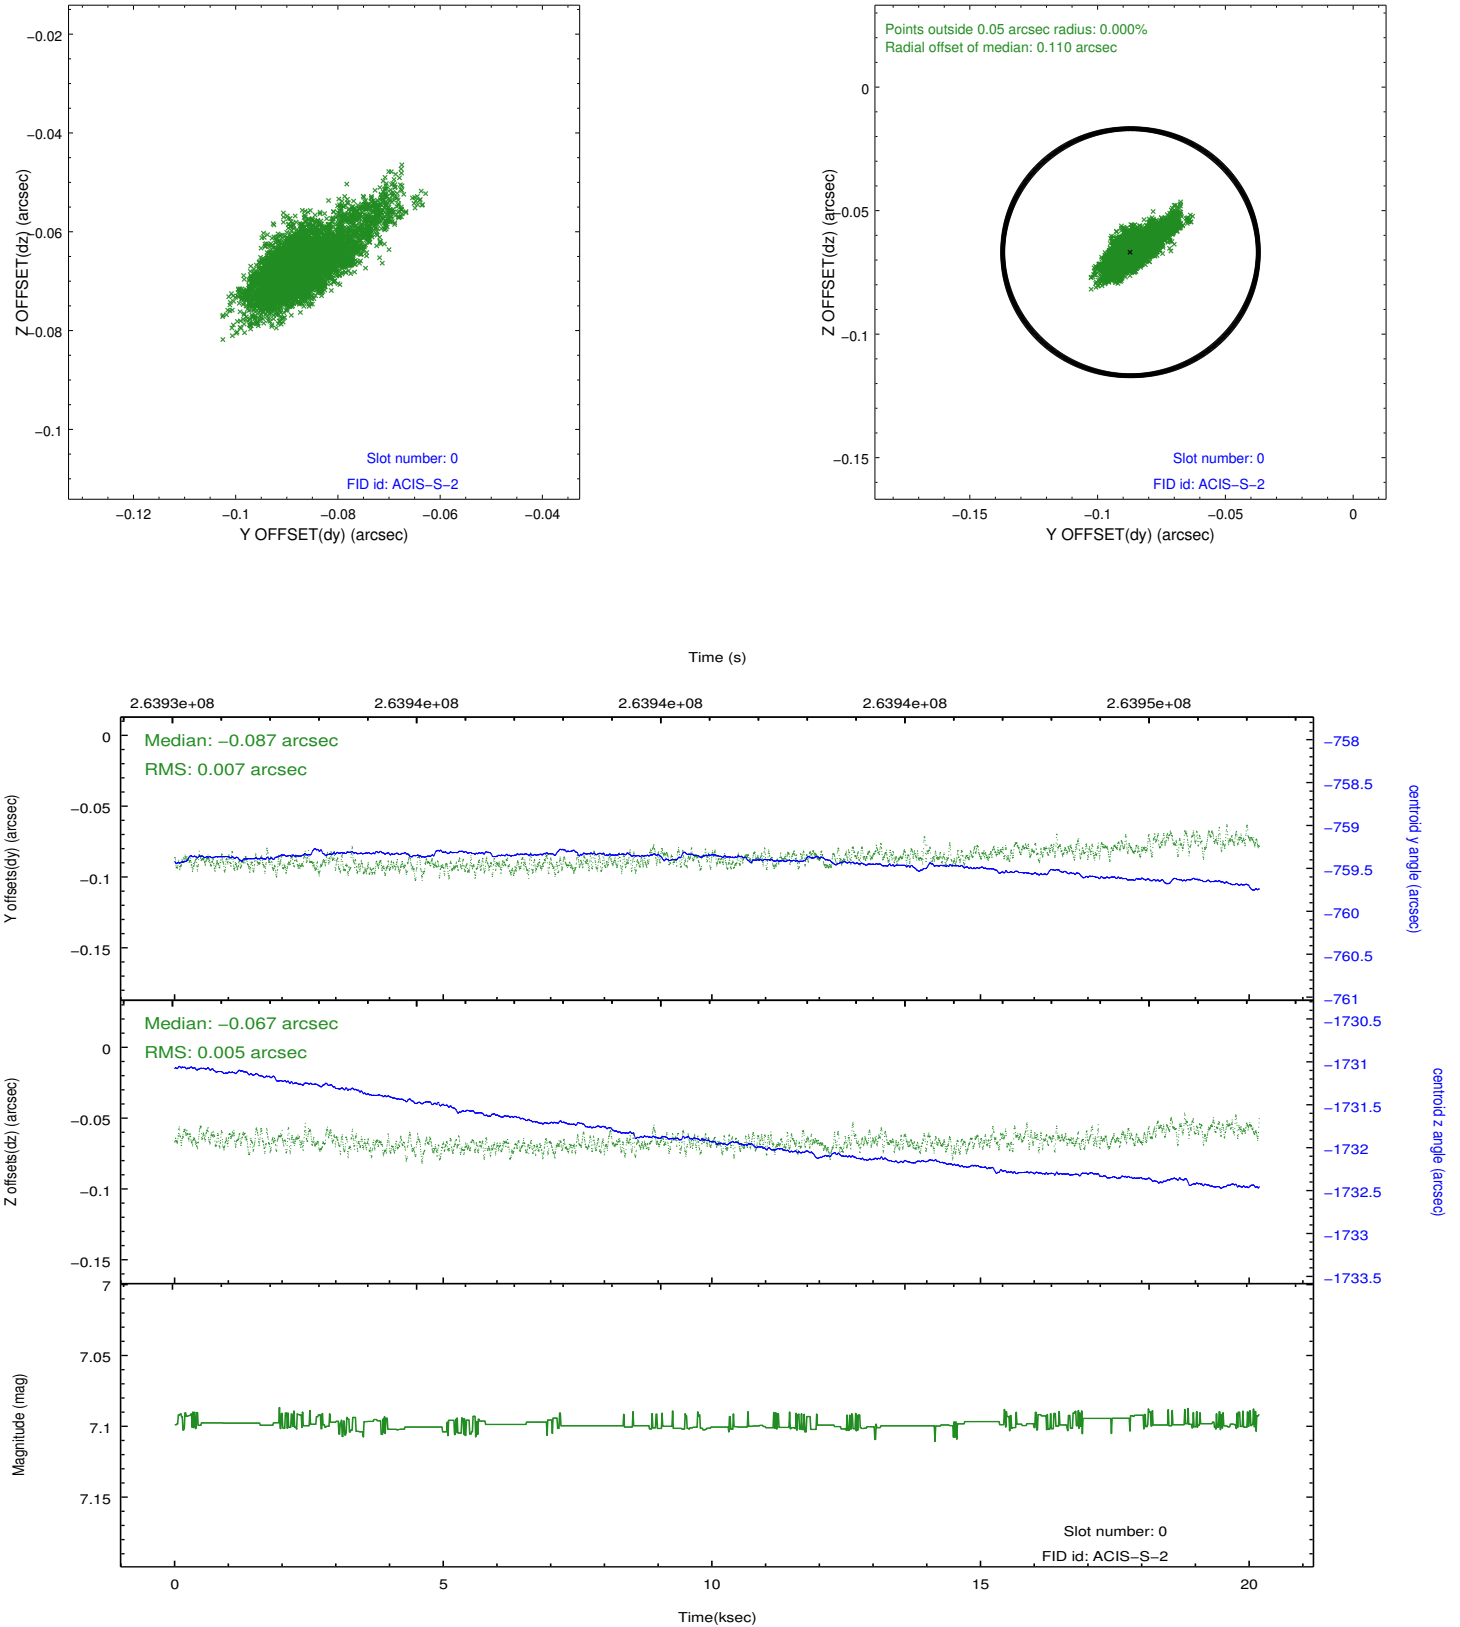 −0.02
−0.04
−0.06
−0.08
−0.1
Z OFFSET(dz) (arcsec)
Slot number: 0
FID id: ACIS−S−2
−0.12
−0.1
−0.08
−0.06
−0.04
Y OFFSET(dy) (arcsec)
Points outside 0.05 arcsec radius: 0.000%
Radial offset of median: 0.110 arcsec
0
−0.05
−0.1
−0.15
Z OFFSET(dz) (arcsec)
Slot number: 0
FID id: ACIS−S−2
−0.15
−0.1
−0.05
0
Y OFFSET(dy) (arcsec)
Time (s)
2.6393e+08
2.6394e+08
2.6394e+08
2.6394e+08
2.6395e+08
Median: −0.087 arcsec
RMS: 0.007 arcsec
0
−0.05
−0.1
−0.15
Y offsets(dy) (arcsec)
−758
−758.5
−759
−759.5
−760
−760.5
−761
centroid y angle (arcsec)
Median: −0.067 arcsec
RMS: 0.005 arcsec
0
−0.05
−0.1
−0.15
Z offsets(dz) (arcsec)
−1730.5
−1731
−1731.5
−1732
−1732.5
−1733
−1733.5
centroid z angle (arcsec)
7
7.05
7.1
7.15
Magnitude (mag)
Slot number: 0
FID id: ACIS−S−2
0
5
10
15
20
Time(ksec)